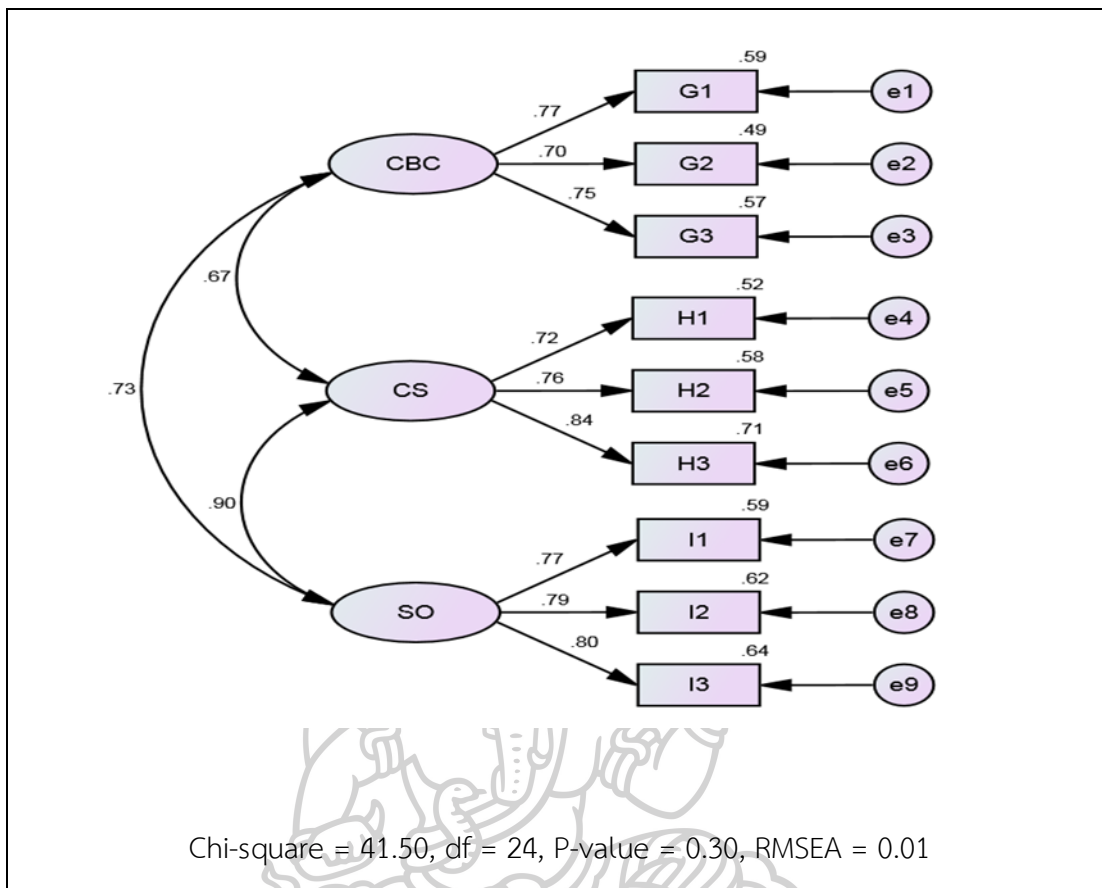 .59
G1
e1
.77
.49
CBC
.70
G2
e2
.75
.57
G3
e3
.67
.52
H1
e4
.72
.58
.73
CS
.76
H2
e5
.84
.71
H3
e6
.90
.59
I1
e7
.77
.62
SO
.79
I2
e8
.80
.64
I3
e9
Chi-square = 41.50, df = 24, P-value = 0.30, RMSEA = 0.01